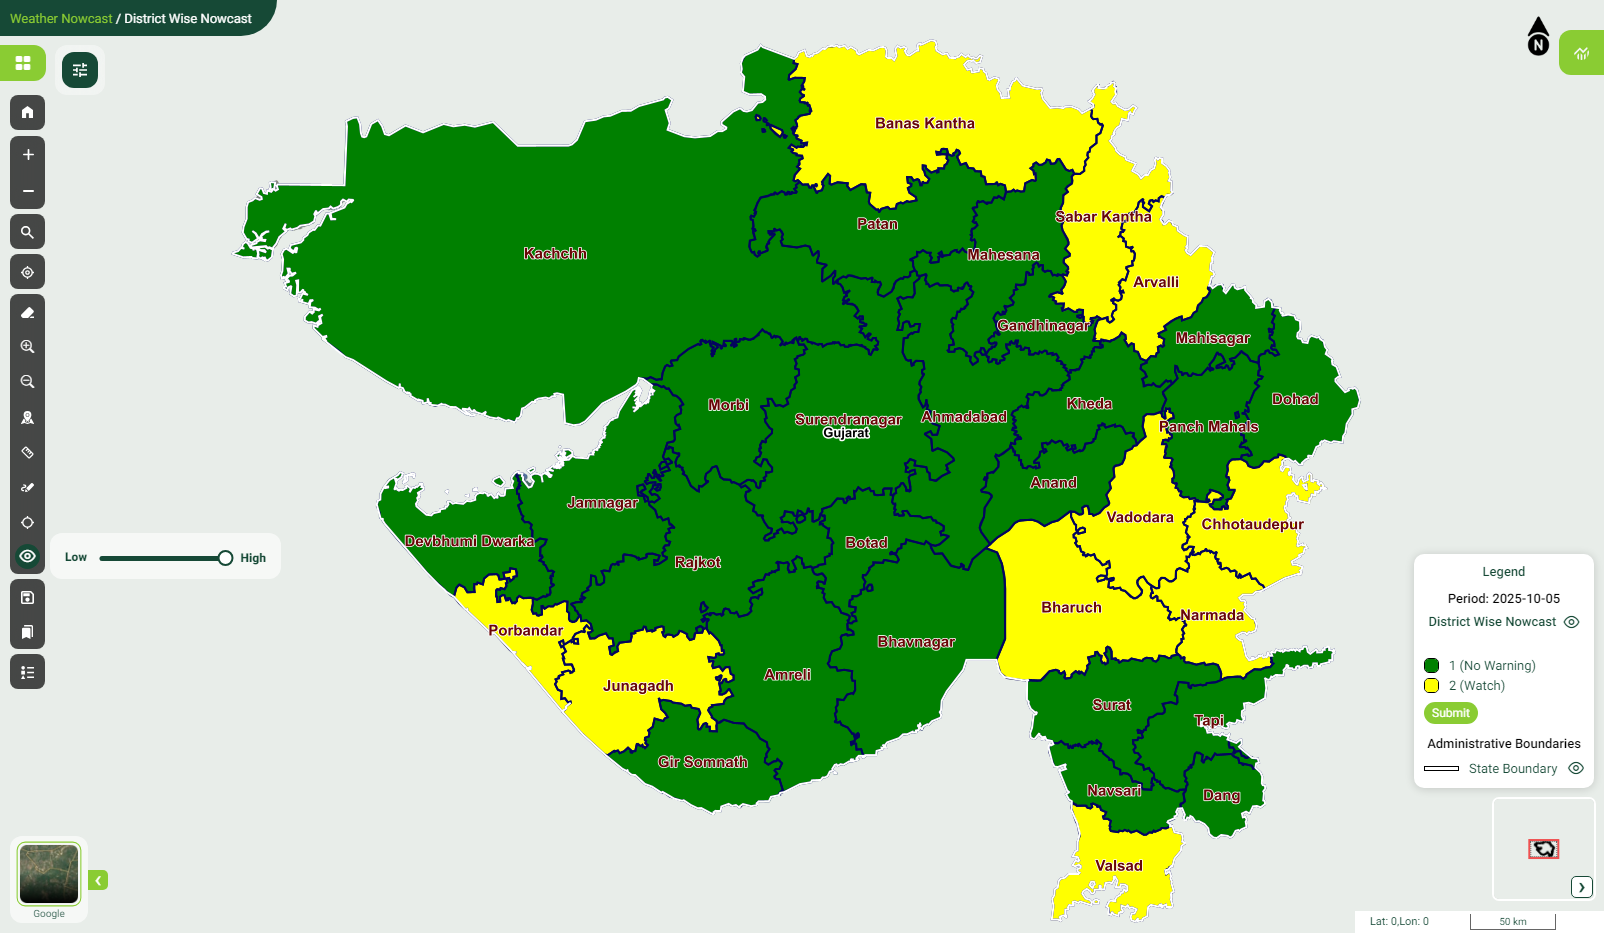 Weather Nowcast / District Wise Nowcast
N
Banas Kantha
Sabar Kantha
Patan
Kachchh
Mahesana
Arvalli
Gandhinagar
Mahisagar
Dohad
Morbi
Kheda
Surendranagar
Ahmadabad
Gujarat
Panch Mahals
Anand
Jamnagar
Vadodara
Chhotaudepur
Devbhumi Dwarka
Botad
Low
High
Rajkot
Bharuch
Narmada
Porbandar
Bhavnagar
Amreli
Junagadh
Surat
Tapi
Gir Somnath
Navsari
Dang
Valsad
Legend
Period: 2025-10-05
District Wise Nowcast
1 (No Warning)
2 (Watch)
Submit
Administrative Boundaries
State Boundary
Google
Lat: 0,Lon: 0
50 km